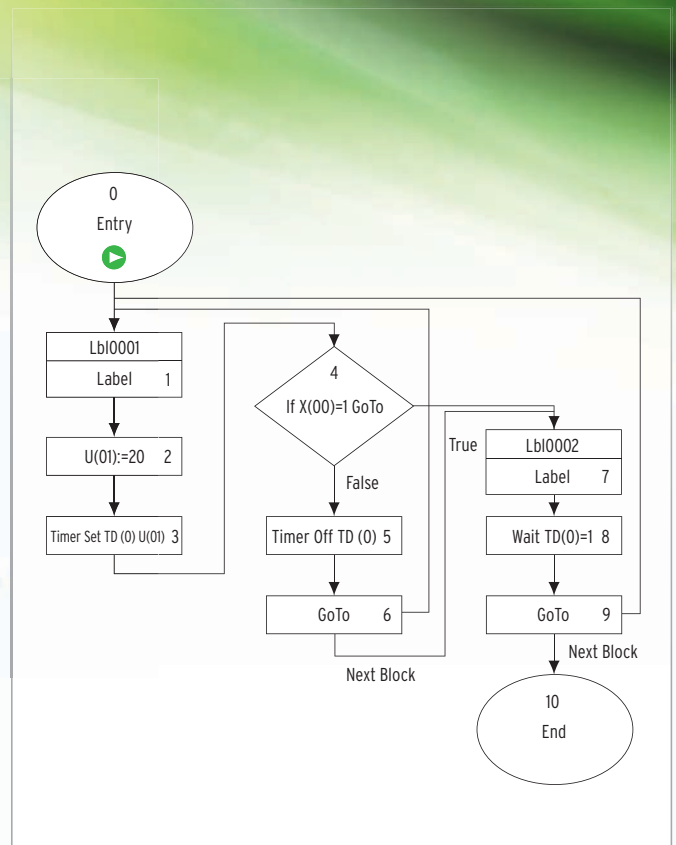 0
Entry
Lbl0001
Label 1
U(01):=20 2
Timer Set TD (0) U(01) 3
4
If X(00)=1 GoTo
False
Timer Off TD (0) 5
GoTo 6
Next Block
True
Lbl0002
Label 7
Wait TD(0)=1 8
GoTo 9
Next Block
10
End